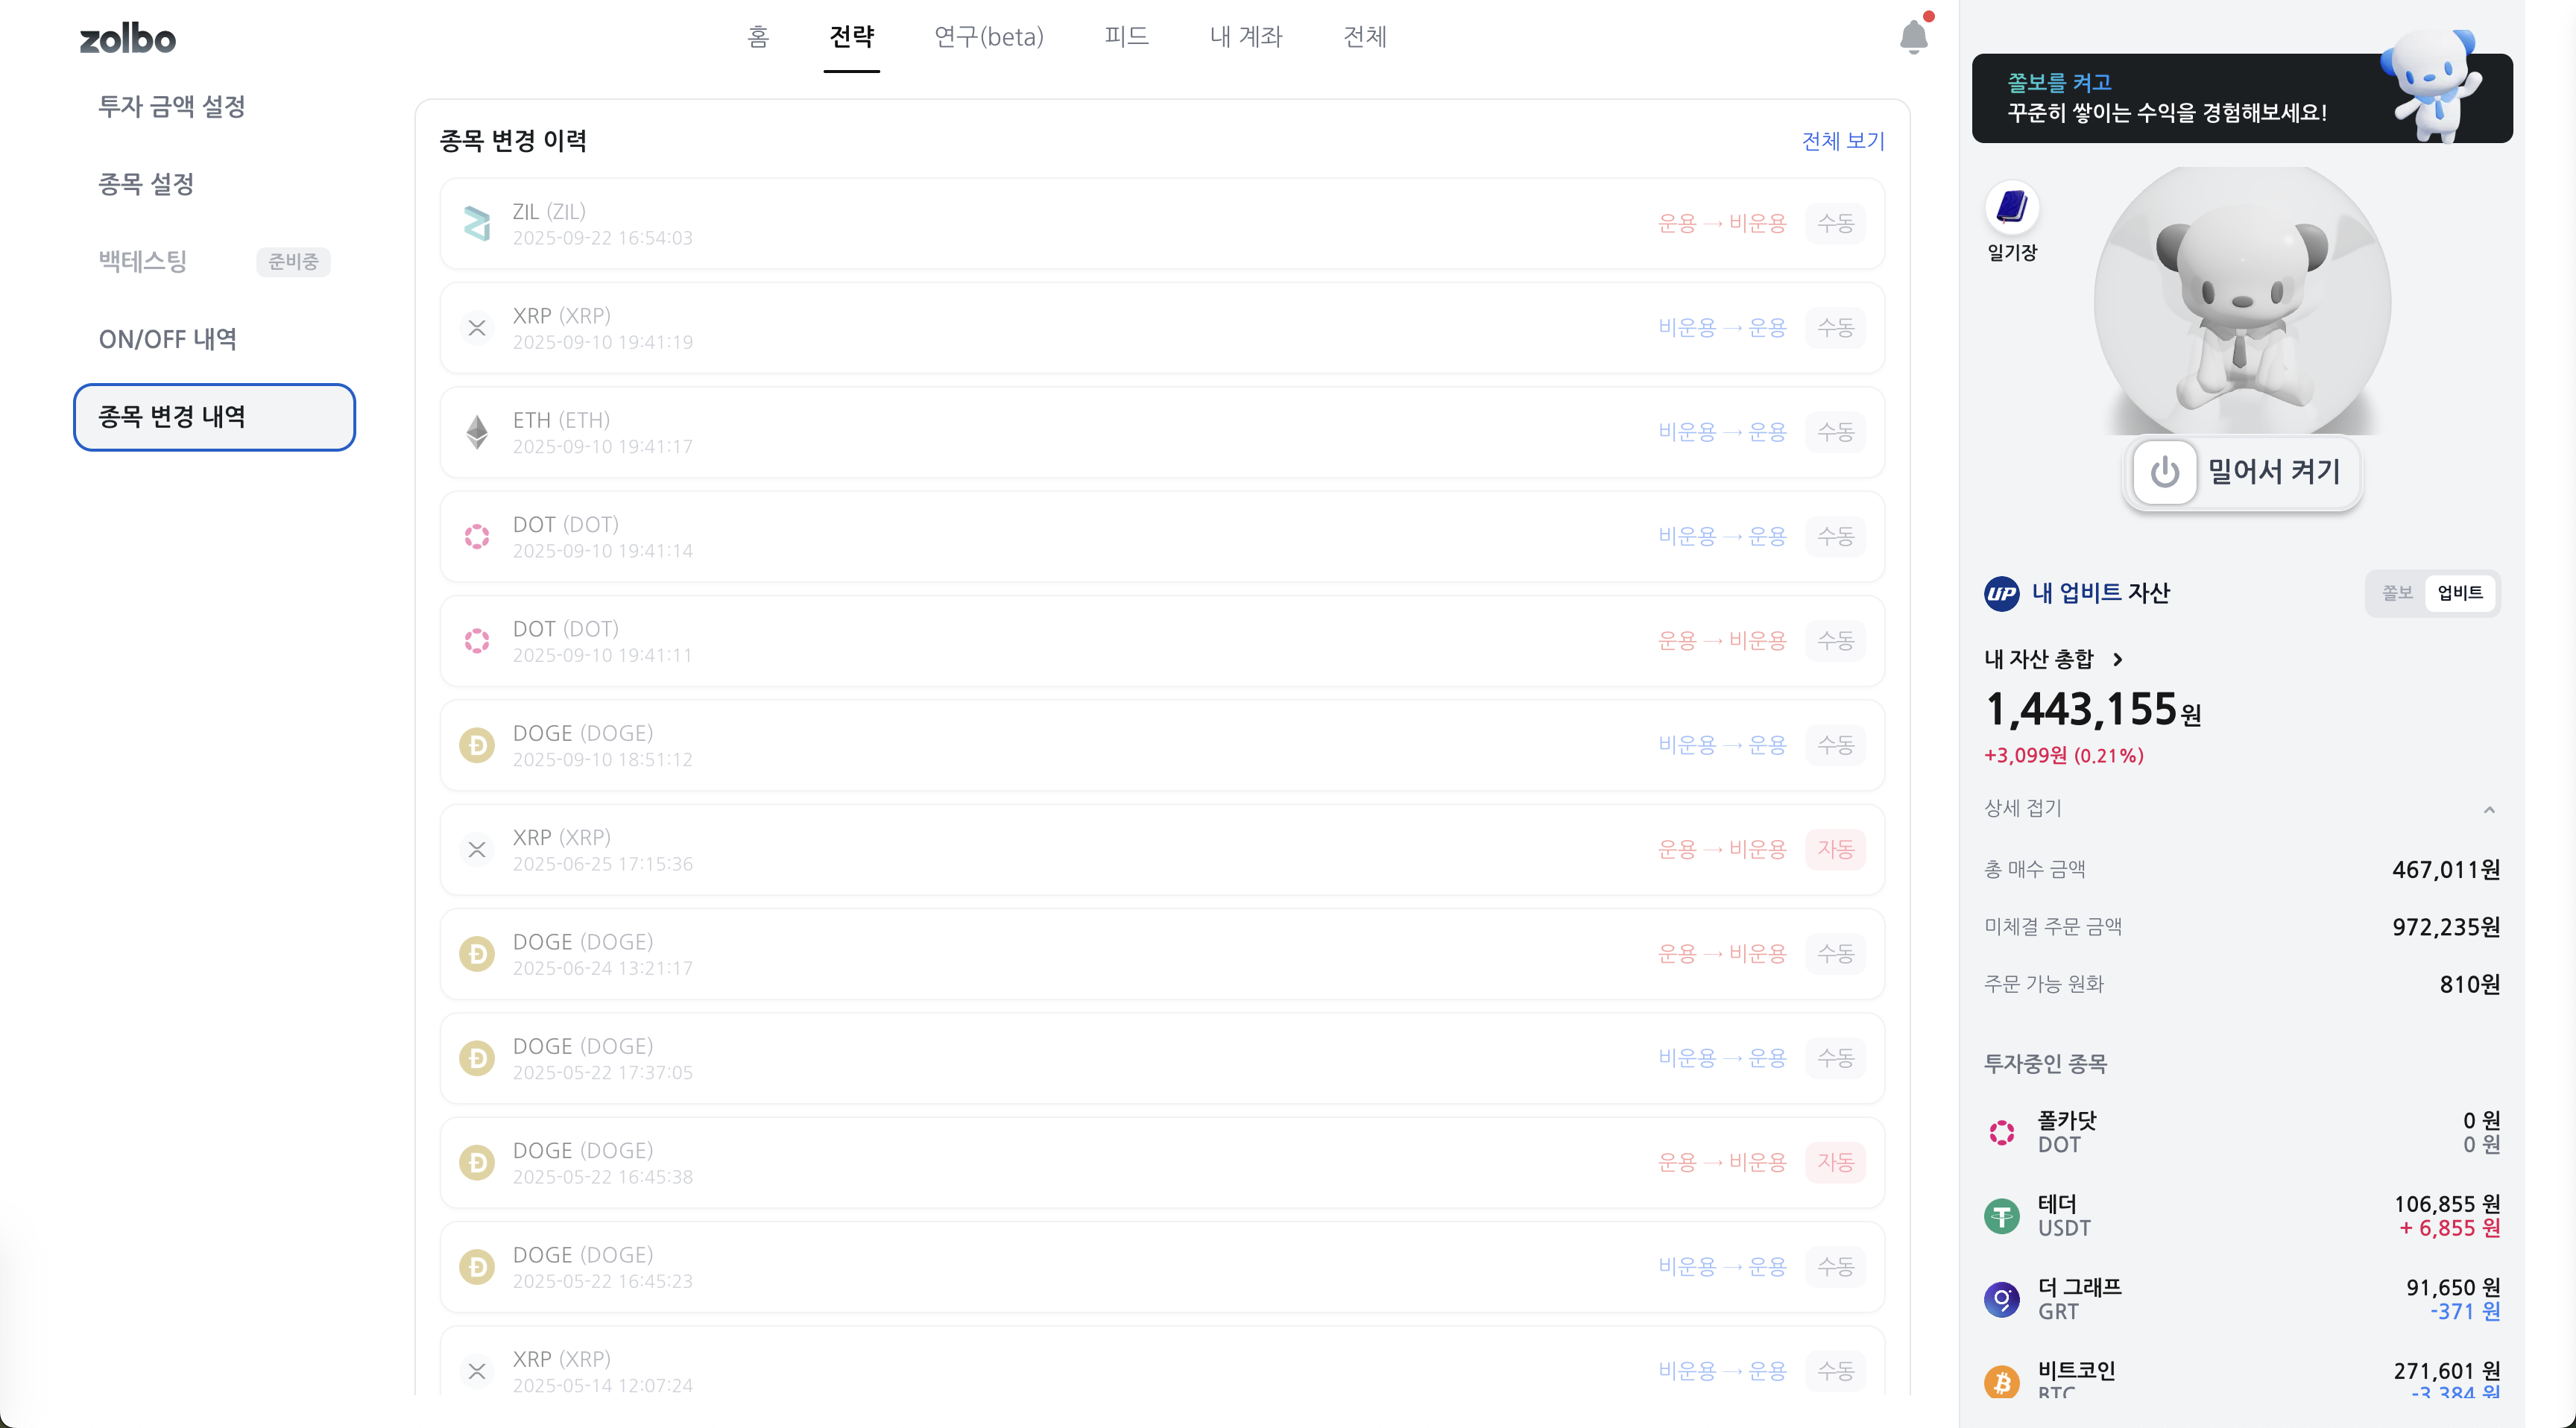 zolbo
홈
전략
연구(beta)
피드
내 계좌
전체
투자 금액 설정
종목 설정
백테스팅
준비중
ON/OFF 내역
종목 변경 내역
종목 변경 이력
전체 보기
ZIL (ZIL)
2025-09-22 16:54:03
운용 → 비운용
수동
XRP (XRP)
2025-09-10 19:41:19
비운용 → 운용
수동
ETH (ETH)
2025-09-10 19:41:17
비운용 → 운용
수동
DOT (DOT)
2025-09-10 19:41:14
비운용 → 운용
수동
DOT (DOT)
2025-09-10 19:41:11
운용 → 비운용
수동
DOGE (DOGE)
2025-09-10 18:51:12
비운용 → 운용
수동
XRP (XRP)
2025-06-25 17:15:36
운용 → 비운용
자동
DOGE (DOGE)
2025-06-24 13:21:17
운용 → 비운용
수동
DOGE (DOGE)
2025-05-22 17:37:05
비운용 → 운용
수동
DOGE (DOGE)
2025-05-22 16:45:38
운용 → 비운용
자동
DOGE (DOGE)
2025-05-22 16:45:23
비운용 → 운용
수동
XRP (XRP)
2025-05-14 12:07:24
비운용 → 운용
수동
쫄보를 켜고
꾸준히 쌓이는 수익을 경험해보세요!
일기장
밀어서 켜기
UP
내 업비트 자산
쫄보
업비트
내 자산 총합
1,443,155원
+3,099원 (0.21%)
상세 접기
총 매수 금액
467,011원
미체결 주문 금액
972,235원
주문 가능 원화
810원
투자중인 종목
폴카닷
DOT
0 원
0 원
테더
USDT
106,855 원
+ 6,855 원
더 그래프
GRT
91,650 원
-371 원
비트코인
BTC
271,601 원
-3,384 원